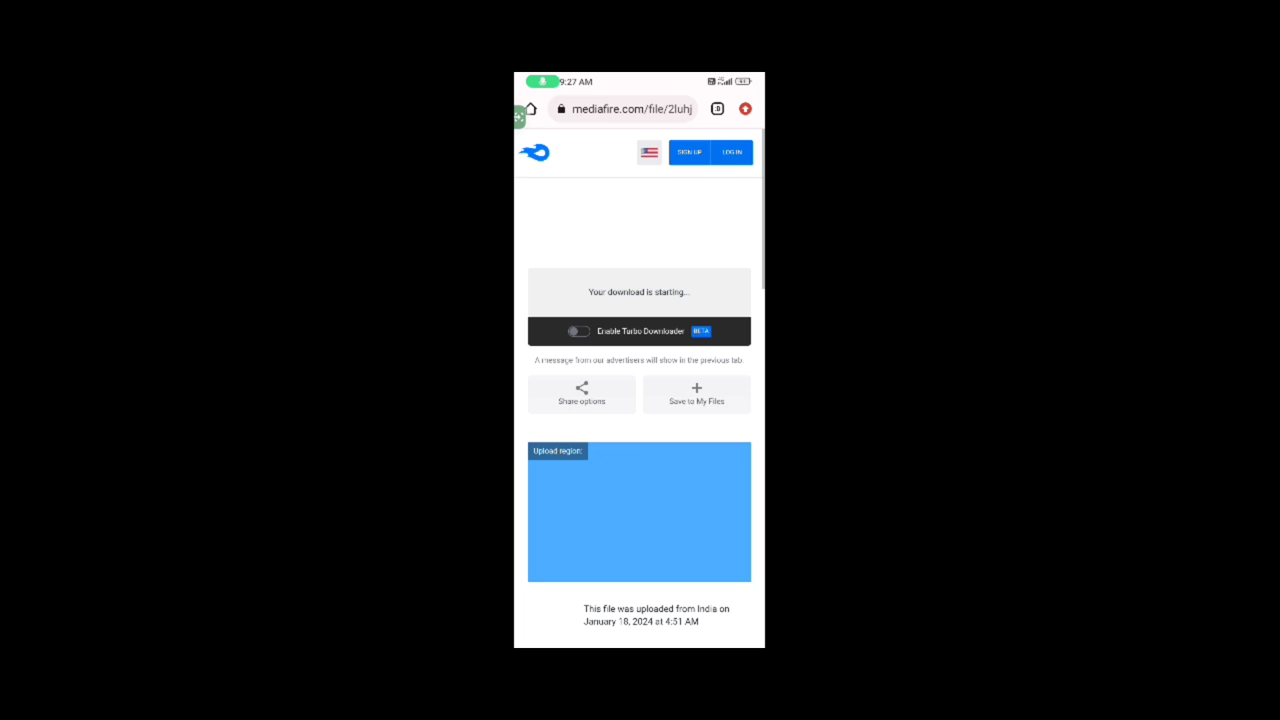 9:27 AM
mediafire.com/file/2luhj
:D
SIGN UP
LOG IN
Your download is starting...
Enable Turbo Downloader BETA
A message from our advertisers will show in the previous tab.
Share options
Save to My Files
Upload region:
This file was uploaded from India on
January 18, 2024 at 4:51 AM